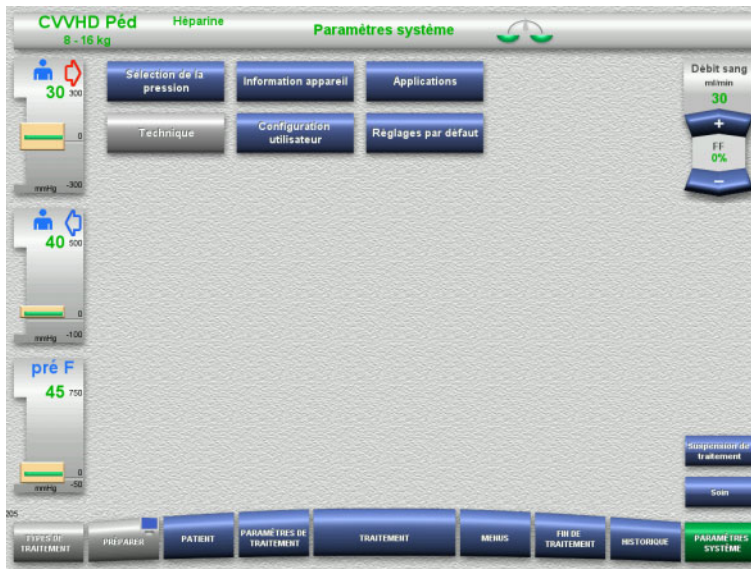 CVVHD Péd Héparine
8 - 16 kg
Paramètres système
30 300
0
mmHg -300
40 500
0
mmHg -100
pré F
45 750
0
mmHg -50
Sélection de la
pression
Information appareil
Applications
Technique
Configuration
utilisateur
Réglages par défaut
Débit sang
ml/min
30
+
FF
0%
−
Suspension de
traitement
Soin
205
TYPES DE
TRAITEMENT
PRÉPARER
PATIENT
PARAMÈTRES DE
TRAITEMENT
TRAITEMENT
MENUS
FIN DE
TRAITEMENT
HISTORIQUE
PARAMÈTRES
SYSTÈME